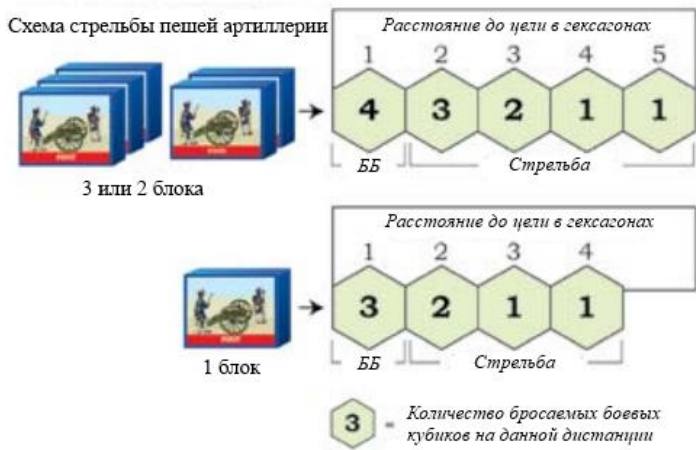 Схема стрельбы пешей артиллерии
Расстояние до цели в гексагонах
1 2 3 4 5
4 3 2 1 1
ББ Стрельба
3 или 2 блока
Расстояние до цели в гексагонах
1 2 3 4
3 2 1 1
ББ Стрельба
1 блок
3 - Количество бросаемых боевых
кубиков на данной дистанции